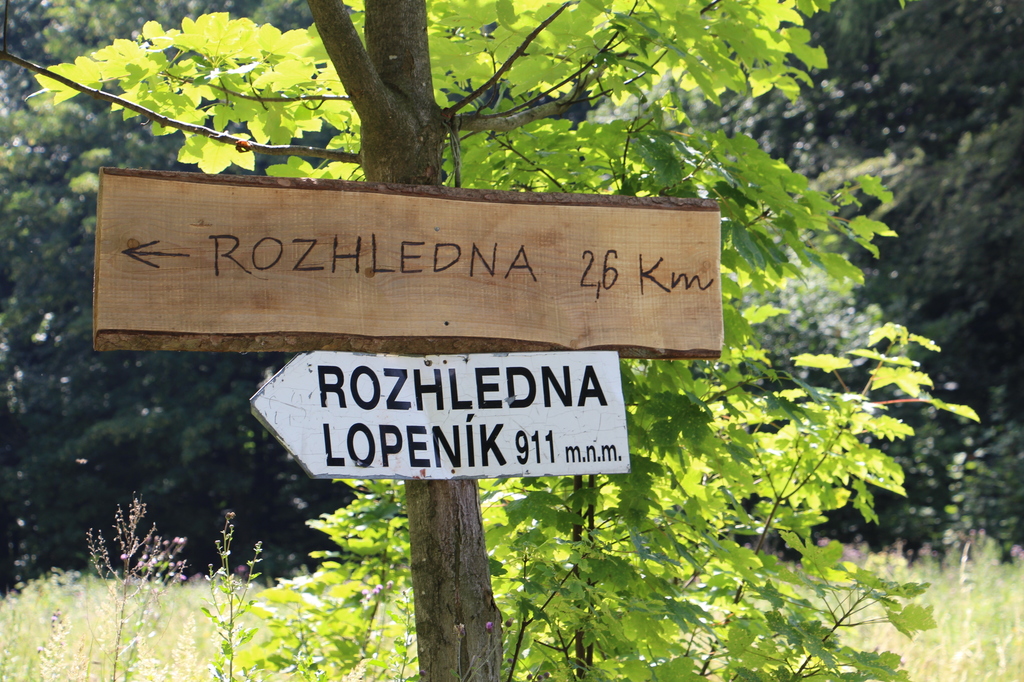 ← ROZHLEDNA 2,6 Km
ROZHLEDNA
LOPENÍK 911 m.n.m.